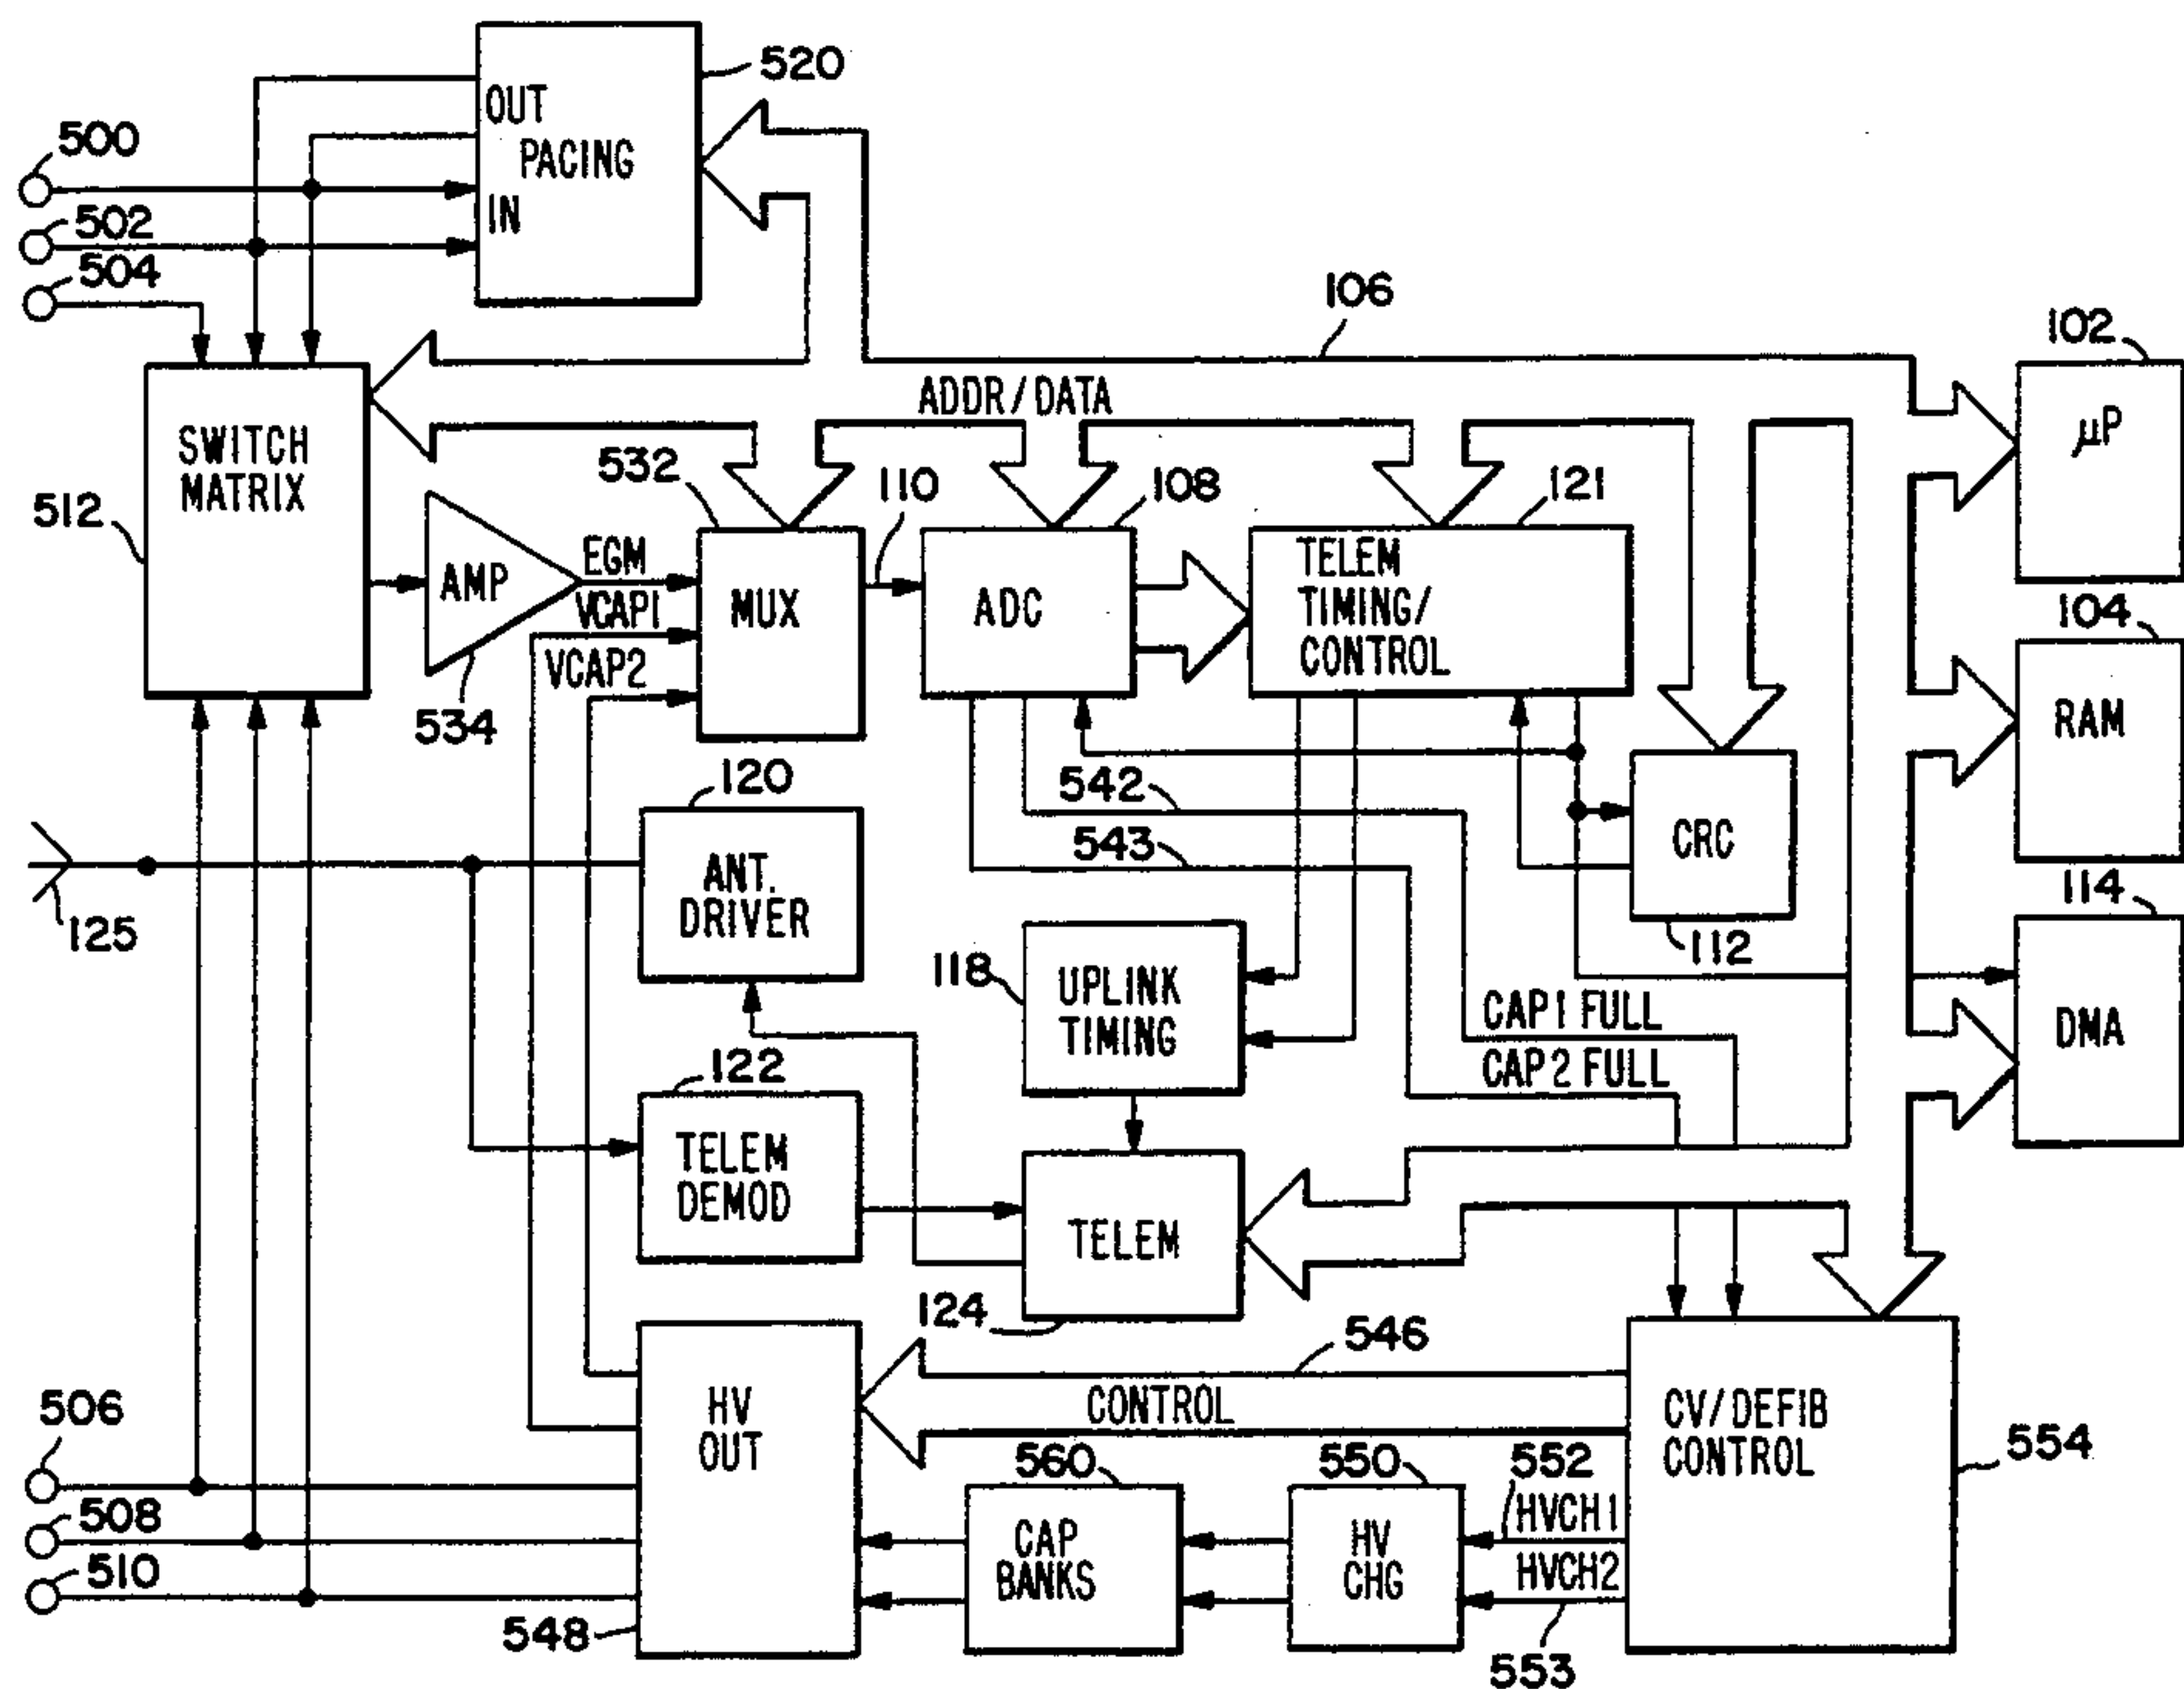 520
OUT
PACING
IN
500
502
504
106
102
µP
ADDR/DATA
SWITCH
MATRIX
512
532
110
108
121
AMP
534
EGM
VCAP1
VCAP2
MUX
ADC
TELEM
TIMING/
CONTROL
104
RAM
120
542
543
CRC
112
114
DMA
125
ANT.
DRIVER
118
UPLINK
TIMING
CAP1 FULL
CAP2 FULL
122
TELEM
DEMOD
TELEM
124
546
CONTROL
HV
OUT
CV/DEFIB
CONTROL
554
506
508
510
548
560
CAP
BANKS
550
HV
CHG
552
HVCH1
HVCH2
553